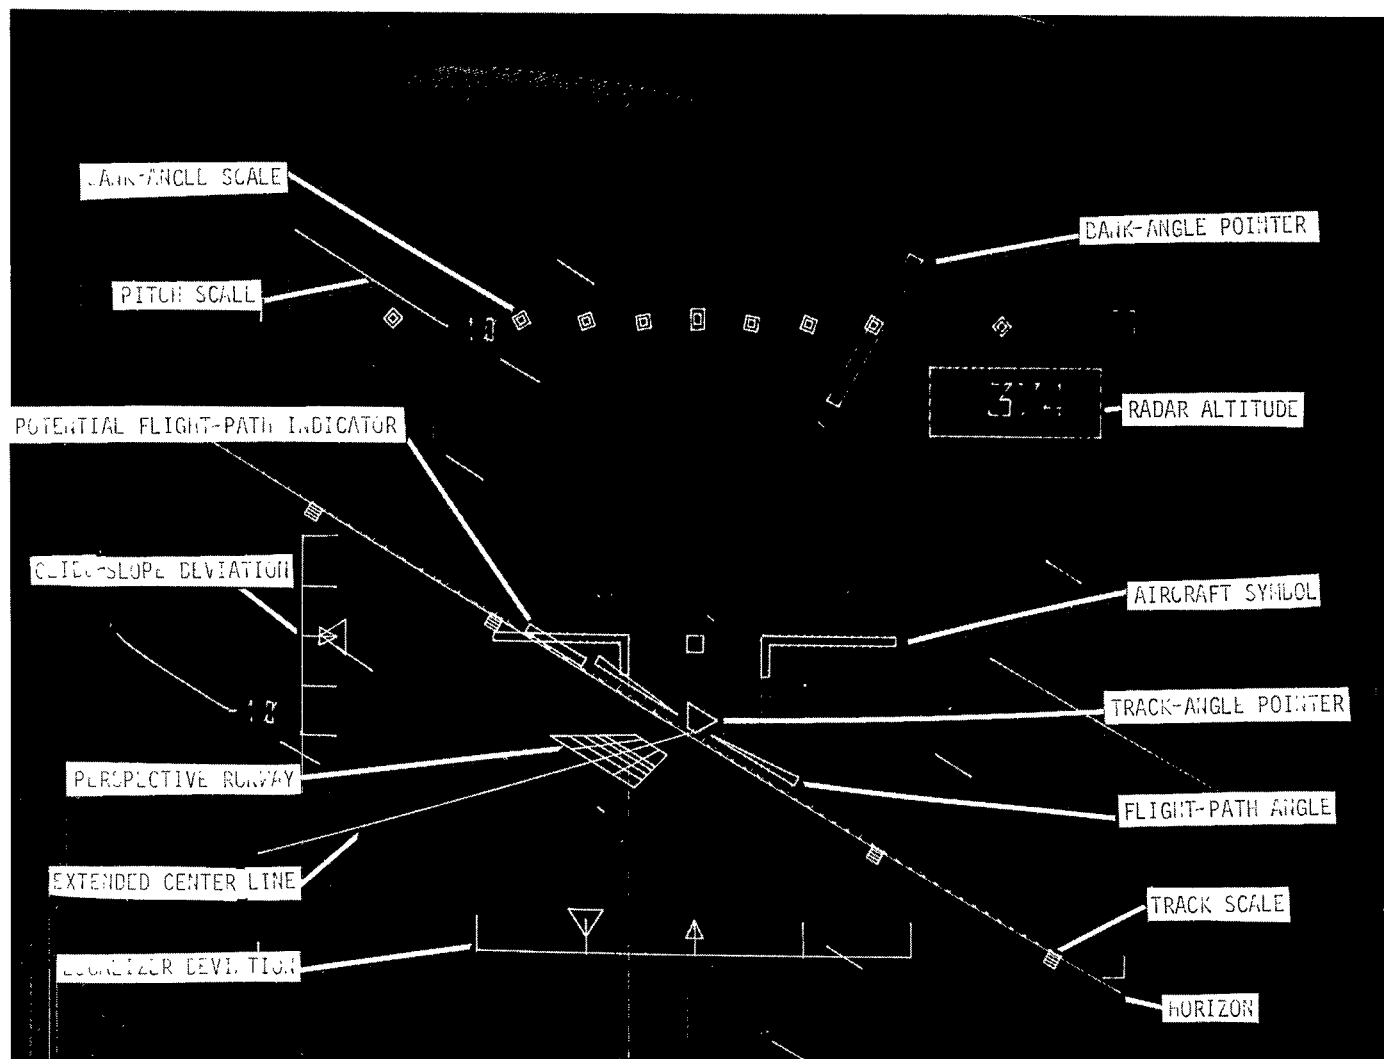 BANK-ANGLE SCALE
BANK-ANGLE POINTER
PITCH SCALE
10
RADAR ALTITUDE
POTENTIAL FLIGHT-PATH INDICATOR
GLIDE-SLOPE DEVIATION
AIRCRAFT SYMBOL
-10
TRACK-ANGLE POINTER
PERSPECTIVE RUNWAY
FLIGHT-PATH ANGLE
EXTENDED CENTER LINE
TRACK SCALE
LOCALIZER DEVIATION
HORIZON